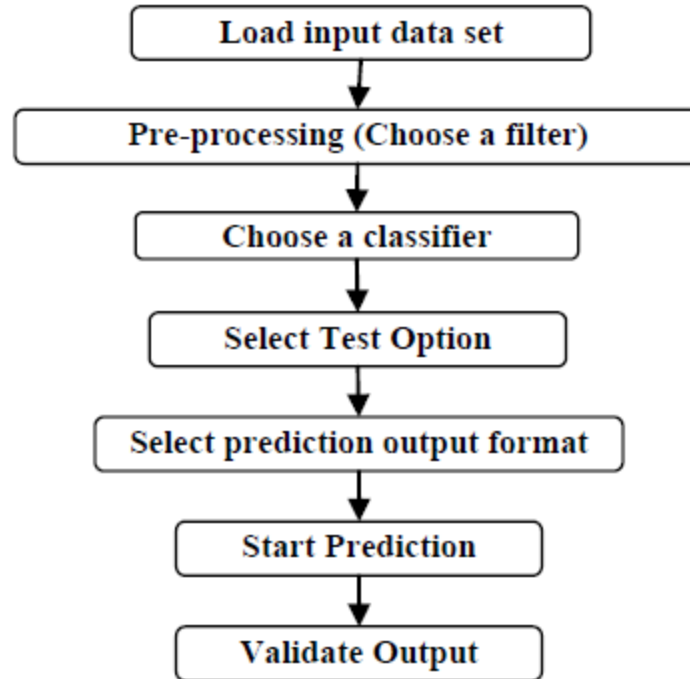 Load input data set
Pre-processing (Choose a filter)
Choose a classifier
Select Test Option
Select prediction output format
Start Prediction
Validate Output